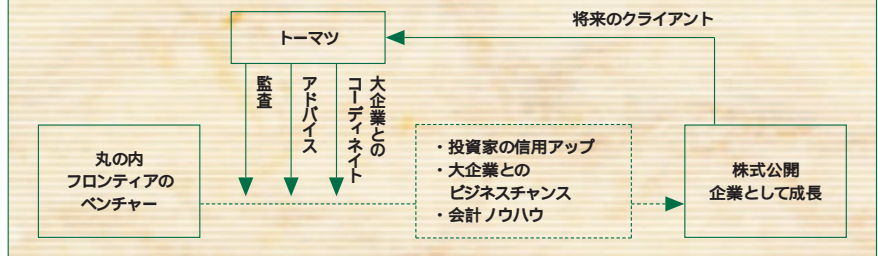 将来のクライアント
トーマツ
監査
アドバイス
大企業との
コーディネイト
丸の内
フロンティアの
ベンチャー
・投資家の信用アップ
・大企業との
ビジネスチャンス
・会計ノウハウ
株式公開
企業として成長